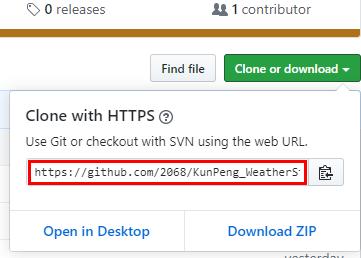 0 releases
1 contributor
Find file
Clone or download
Clone with HTTPS
Use Git or checkout with SVN using the web URL.
https://github.com/2068/KunPeng_WeatherS
Open in Desktop
Download ZIP
yesterday